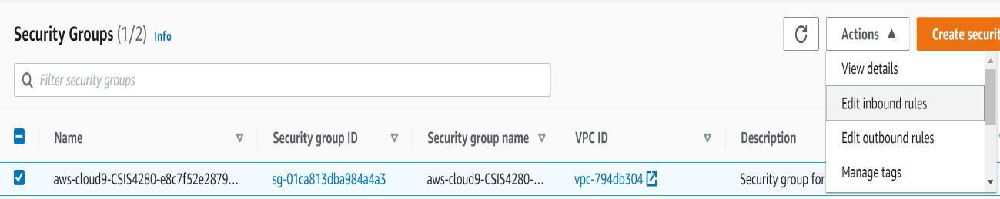 Security Groups (1/2) Info
Actions
Create securit
Filter security groups
View details
Edit inbound rules
Edit outbound rules
Manage tags
Name Security group ID Security group name VPC ID Description
aws-cloud9-CSIS4280-e8c7f52e2879... sg-01ca813dba984a4a3 aws-cloud9-CSIS4280-... vpc-794db304 Security group for